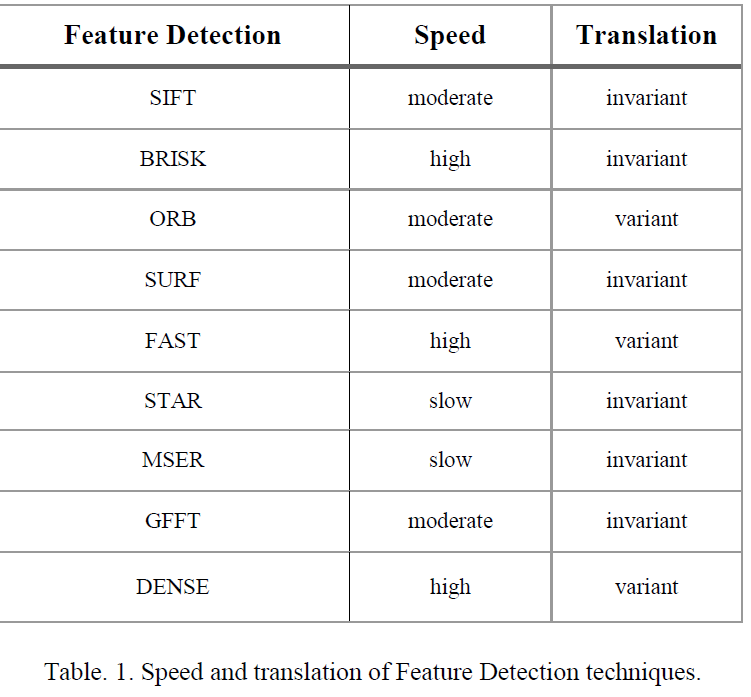 Feature Detection Speed Translation
SIFT moderate invariant
BRISK high invariant
ORB moderate variant
SURF moderate invariant
FAST high variant
STAR slow invariant
MSER slow invariant
GFFT moderate invariant
DENSE high variant
Table. 1. Speed and translation of Feature Detection techniques.